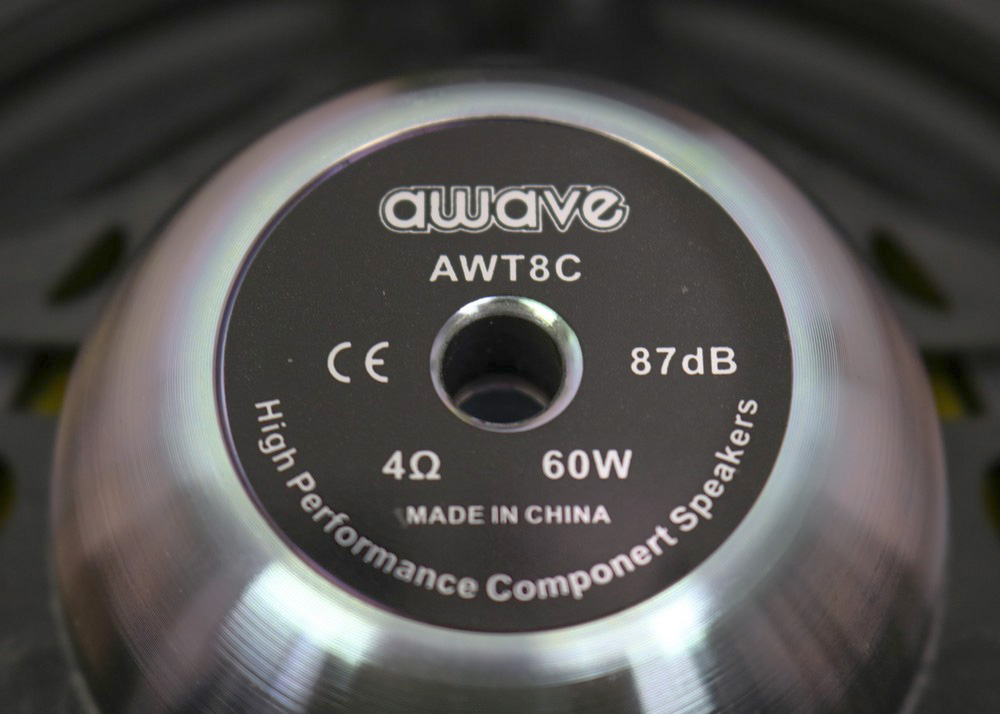 awave
AWT8C
CE
87dB
4Ω
60W
MADE IN CHINA
High Performance Componert Speakers